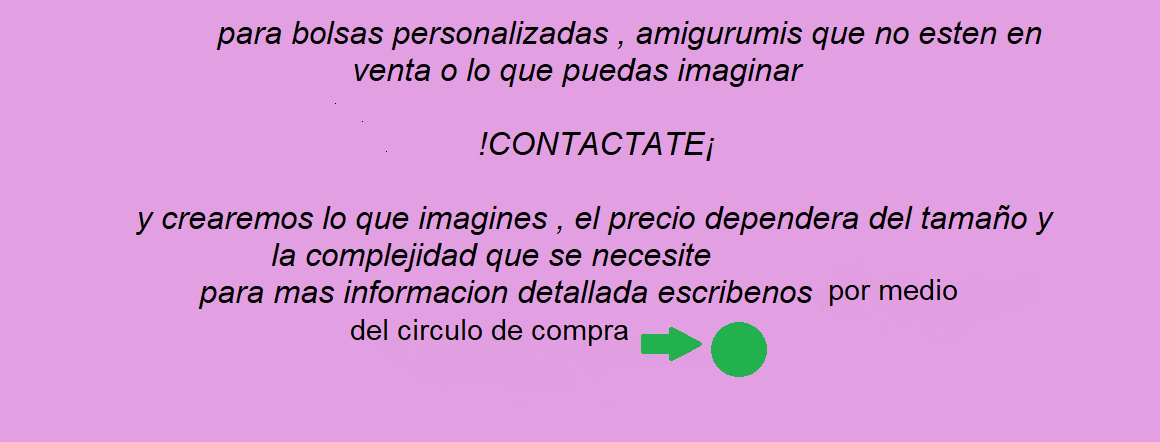 para bolsas personalizadas , amigurumis que no esten en
venta o lo que puedas imaginar
!CONTACTATE¡
y crearemos lo que imagines , el precio dependera del tamaño y
la complejidad que se necesite
para mas informacion detallada escribenos por medio
del circulo de compra